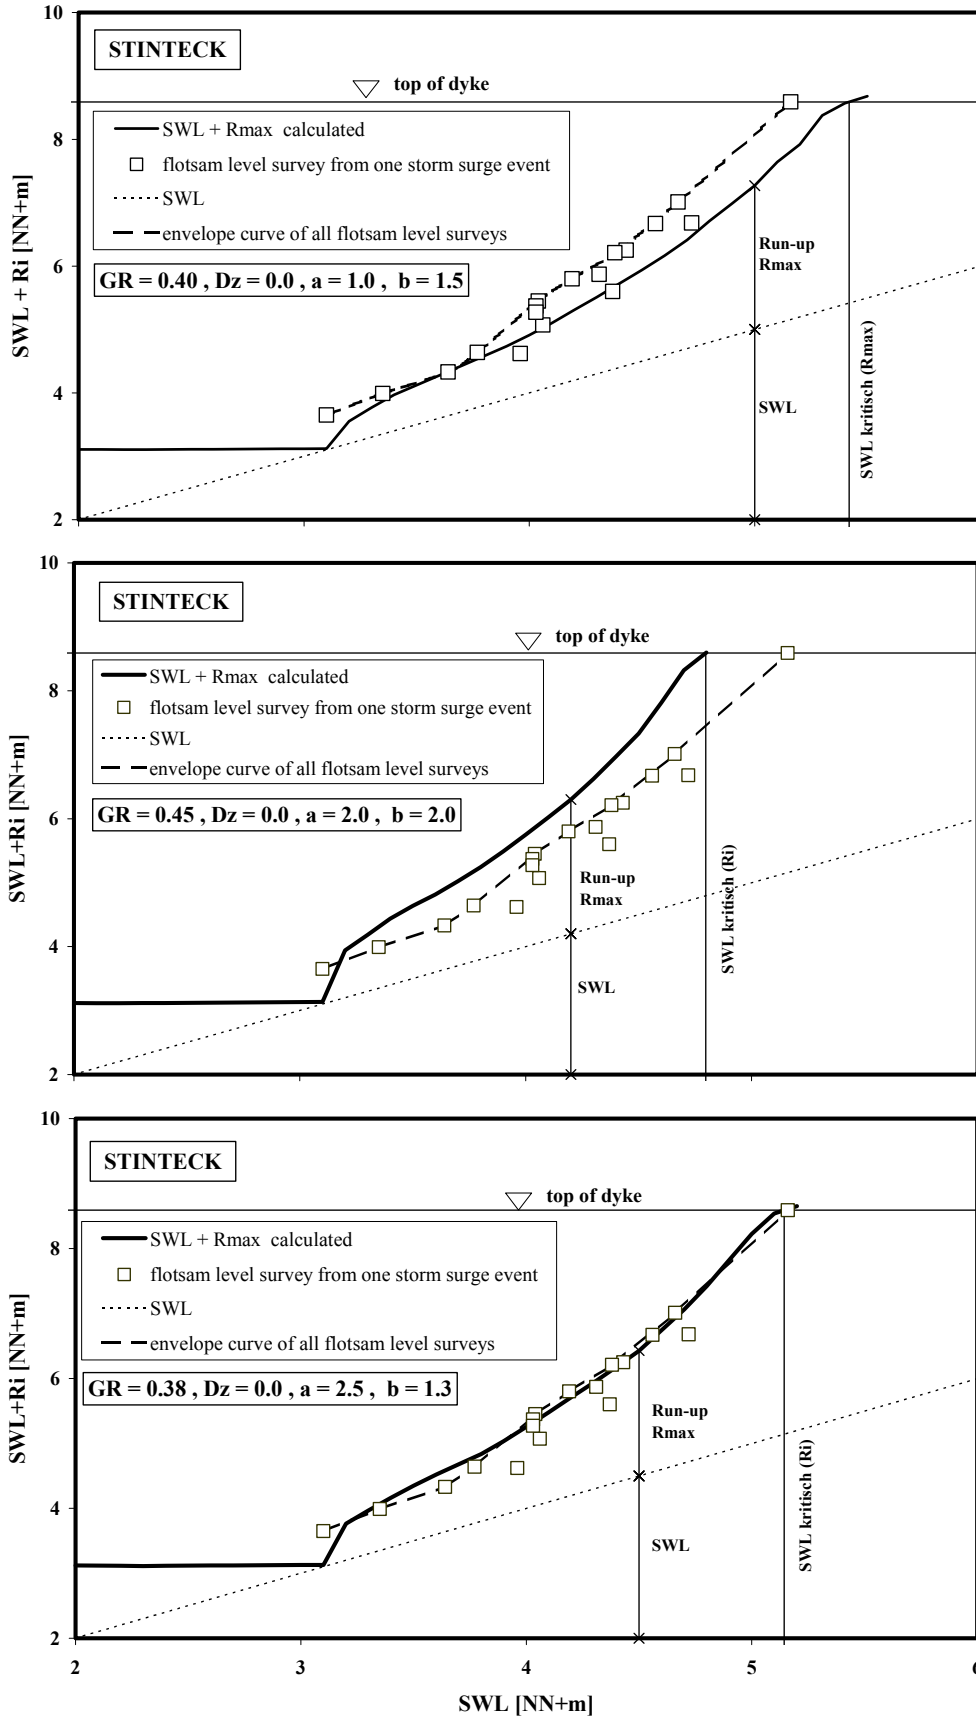 10
STINTECK
top of dyke
8
SWL + Rmax calculated
flotsam level survey from one storm surge event
SWL
envelope curve of all flotsam level surveys
GR = 0.40 , Dz = 0.0 , a = 1.0 , b = 1.5
Run-up
Rmax
6
SWL + Ri [NN+m]
SWL kritisch (Rmax)
4
SWL
2
10
STINTECK
top of dyke
8
SWL + Rmax calculated
flotsam level survey from one storm surge event
SWL
envelope curve of all flotsam level surveys
GR = 0.45 , Dz = 0.0 , a = 2.0 , b = 2.0
6
SWL+Ri [NN+m]
Run-up
Rmax
SWL kritisch (Ri)
4
SWL
2
10
STINTECK
top of dyke
8
SWL + Rmax calculated
flotsam level survey from one storm surge event
SWL
envelope curve of all flotsam level surveys
GR = 0.38 , Dz = 0.0 , a = 2.5 , b = 1.3
6
SWL+Ri [NN+m]
Run-up
Rmax
SWL kritisch (Ri)
4
SWL
2
2 3 4 5 6
SWL [NN+m]